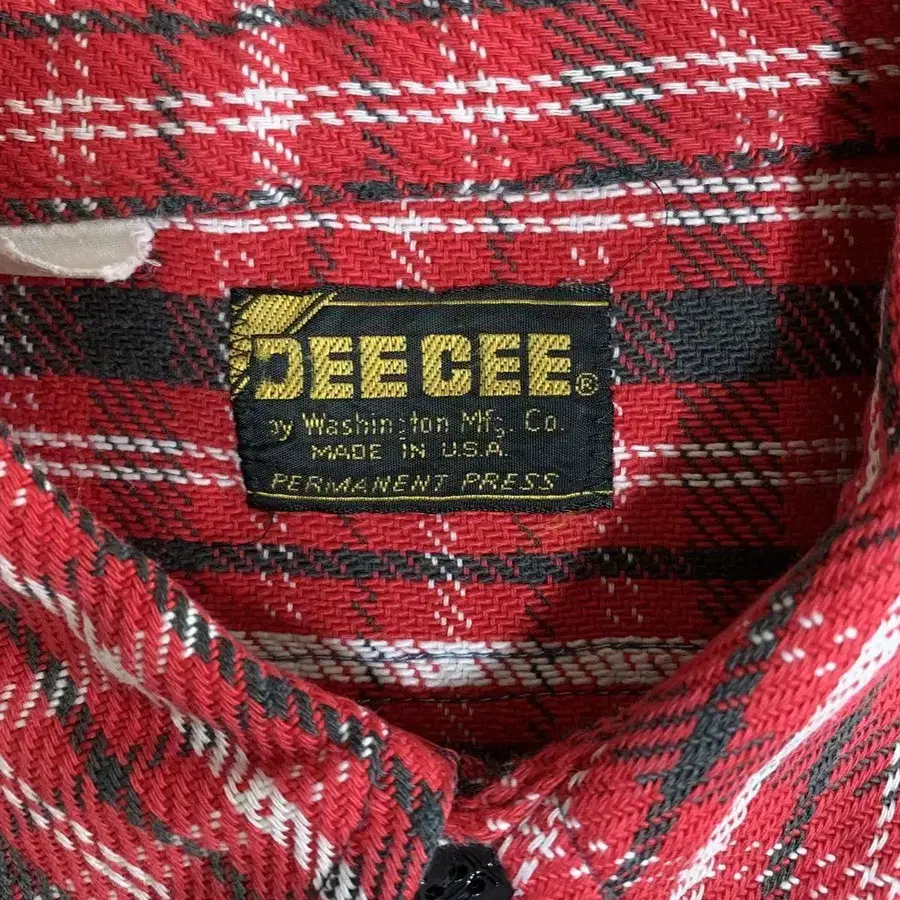 DEE CEE®
by Washington Mfg. Co.
MADE IN U.S.A.
PERMANENT PRESS